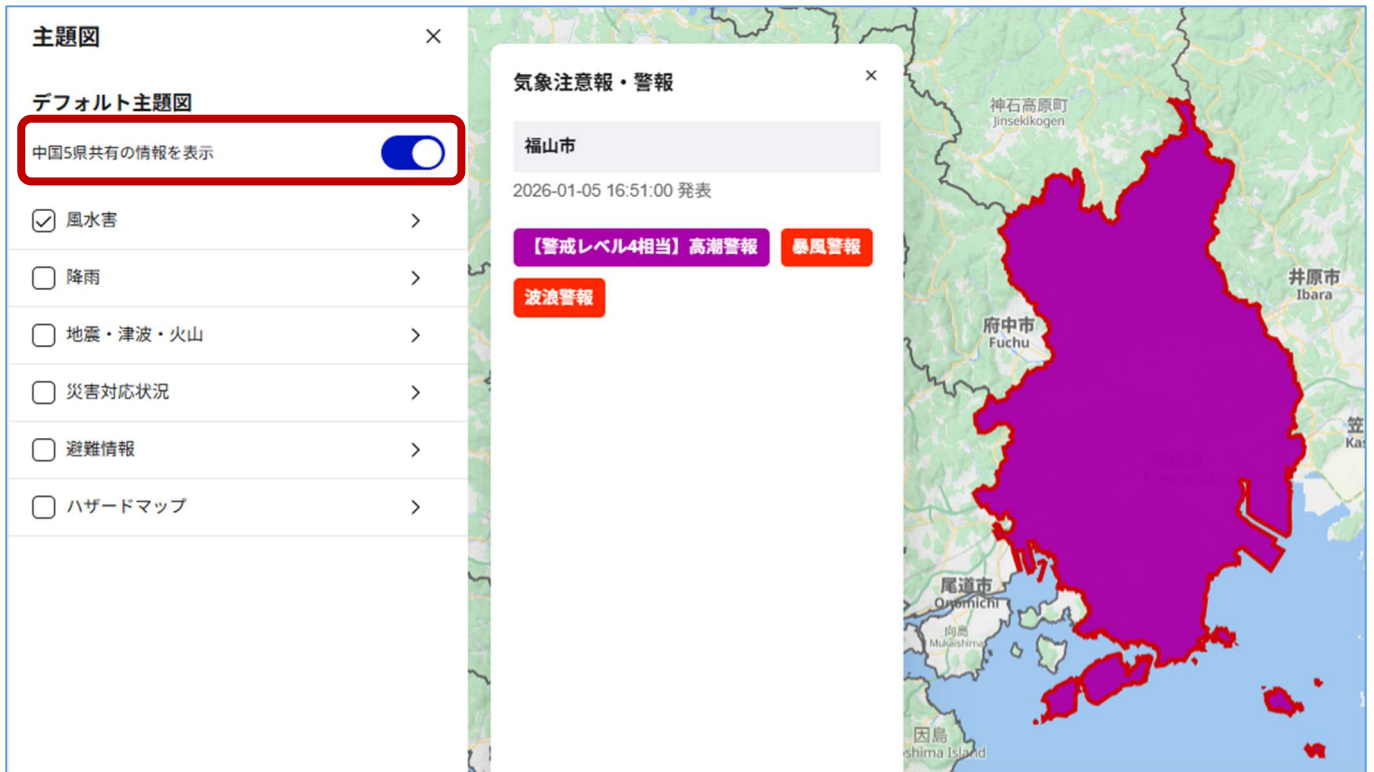 主題図
デフォルト主題図
中国5県共有の情報を表示
風水害
降雨
地震・津波・火山
災害対応状況
避難情報
ハザードマップ
気象注意報・警報
福山市
2026-01-05 16:51:00 発表
【警戒レベル4相当】高潮警報 暴風警報
波浪警報
神石高原町
Jinsekikogen
井原市
Ibara
府中市
Fuchu
笠
Kas
尾道市
Onomichi
向島
Mukaishima
因島
shima Island